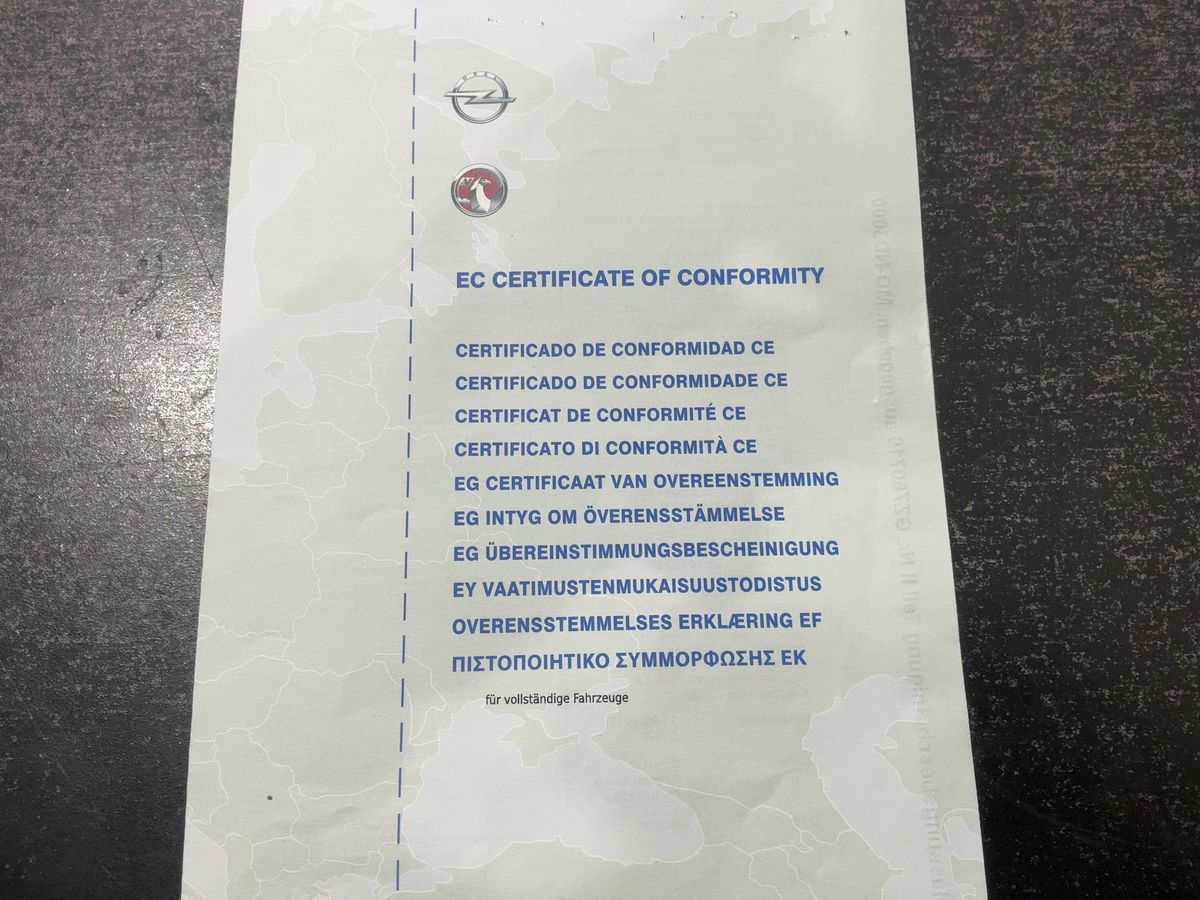 OPEL
EC CERTIFICATE OF CONFORMITY
CERTIFICADO DE CONFORMIDAD CE
CERTIFICADO DE CONFORMIDADE CE
CERTIFICAT DE CONFORMITÉ CE
CERTIFICATO DI CONFORMITÀ CE
EG CERTIFICAAT VAN OVEREENSTEMMING
EG INTYG OM ÖVERENSSTÄMMELSE
EG ÜBEREINSTIMMUNGSBESCHEINIGUNG
EY VAATIMUSTENMUKAISUUSTODISTUS
OVERENSSTEMMELSES ERKLÆRING EF
ΠΙΣΤΟΠΟΙΗΤΙΚΟ ΣΥΜΜΟΡΦΩΣΗΣ ΕΚ
für vollständige Fahrzeuge